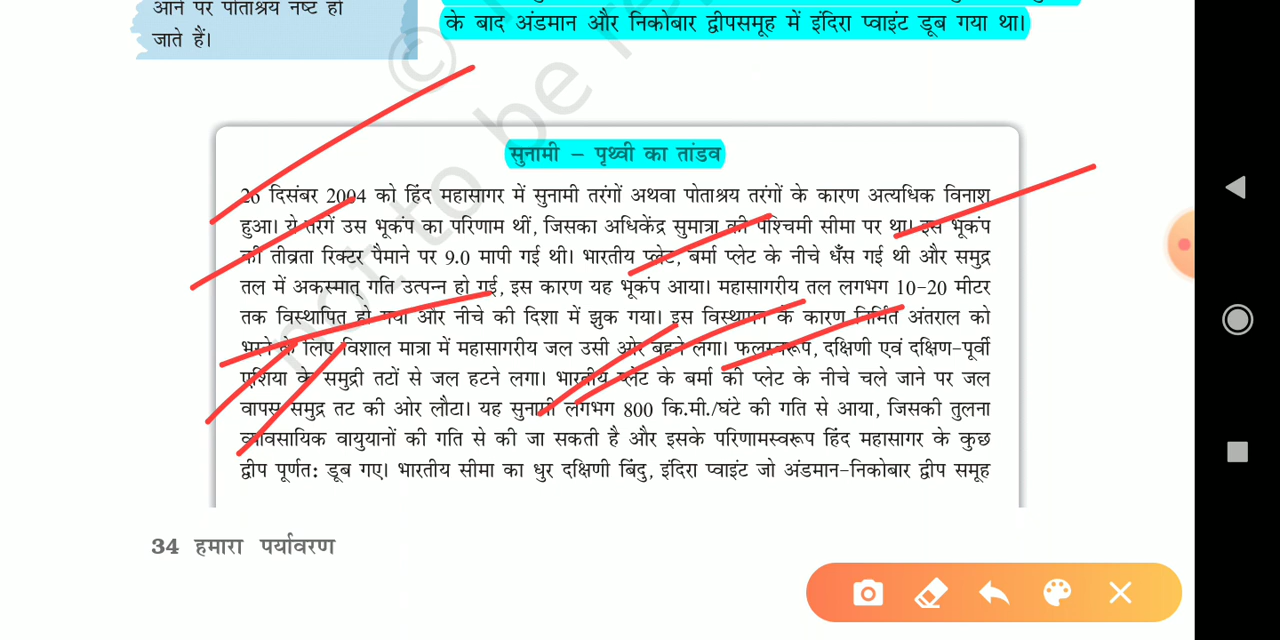 आने पर पोताश्रय नष्ट हो
जाते हैं।
के बाद अंडमान और निकोबार द्वीपसमूह में इंदिरा प्वाइंट डूब गया था।
©
not to be re
सुनामी – पृथ्वी का तांडव
26 दिसंबर 2004 को हिंद महासागर में सुनामी तरंगों अथवा पोताश्रय तरंगों के कारण अत्यधिक विनाश
हुआ। ये तरंगें उस भूकंप का परिणाम थीं, जिसका अधिकेंद्र सुमात्रा की पश्चिमी सीमा पर था। इस भूकंप
की तीव्रता रिक्टर पैमाने पर 9.0 मापी गई थी। भारतीय प्लेट, बर्मा प्लेट के नीचे धँस गई थी और समुद्र
तल में अकस्मात् गति उत्पन्न हो गई, इस कारण यह भूकंप आया। महासागरीय तल लगभग 10–20 मीटर
तक विस्थापित हो गया और नीचे की दिशा में झुक गया। इस विस्थापन के कारण निर्मित अंतराल को
भरने के लिए विशाल मात्रा में महासागरीय जल उसी ओर बहने लगा। फलस्वरूप, दक्षिणी एवं दक्षिण–पूर्वी
एशिया के समुद्री तटों से जल हटने लगा। भारतीय प्लेट के बर्मा की प्लेट के नीचे चले जाने पर जल
वापस समुद्र तट की ओर लौटा। यह सुनामी लगभग 800 कि.मी./घंटे की गति से आया, जिसकी तुलना
व्यावसायिक वायुयानों की गति से की जा सकती है और इसके परिणामस्वरूप हिंद महासागर के कुछ
द्वीप पूर्णत: डूब गए। भारतीय सीमा का धुर दक्षिणी बिंदु, इंदिरा प्वाइंट जो अंडमान–निकोबार द्वीप समूह
34 हमारा पर्यावरण